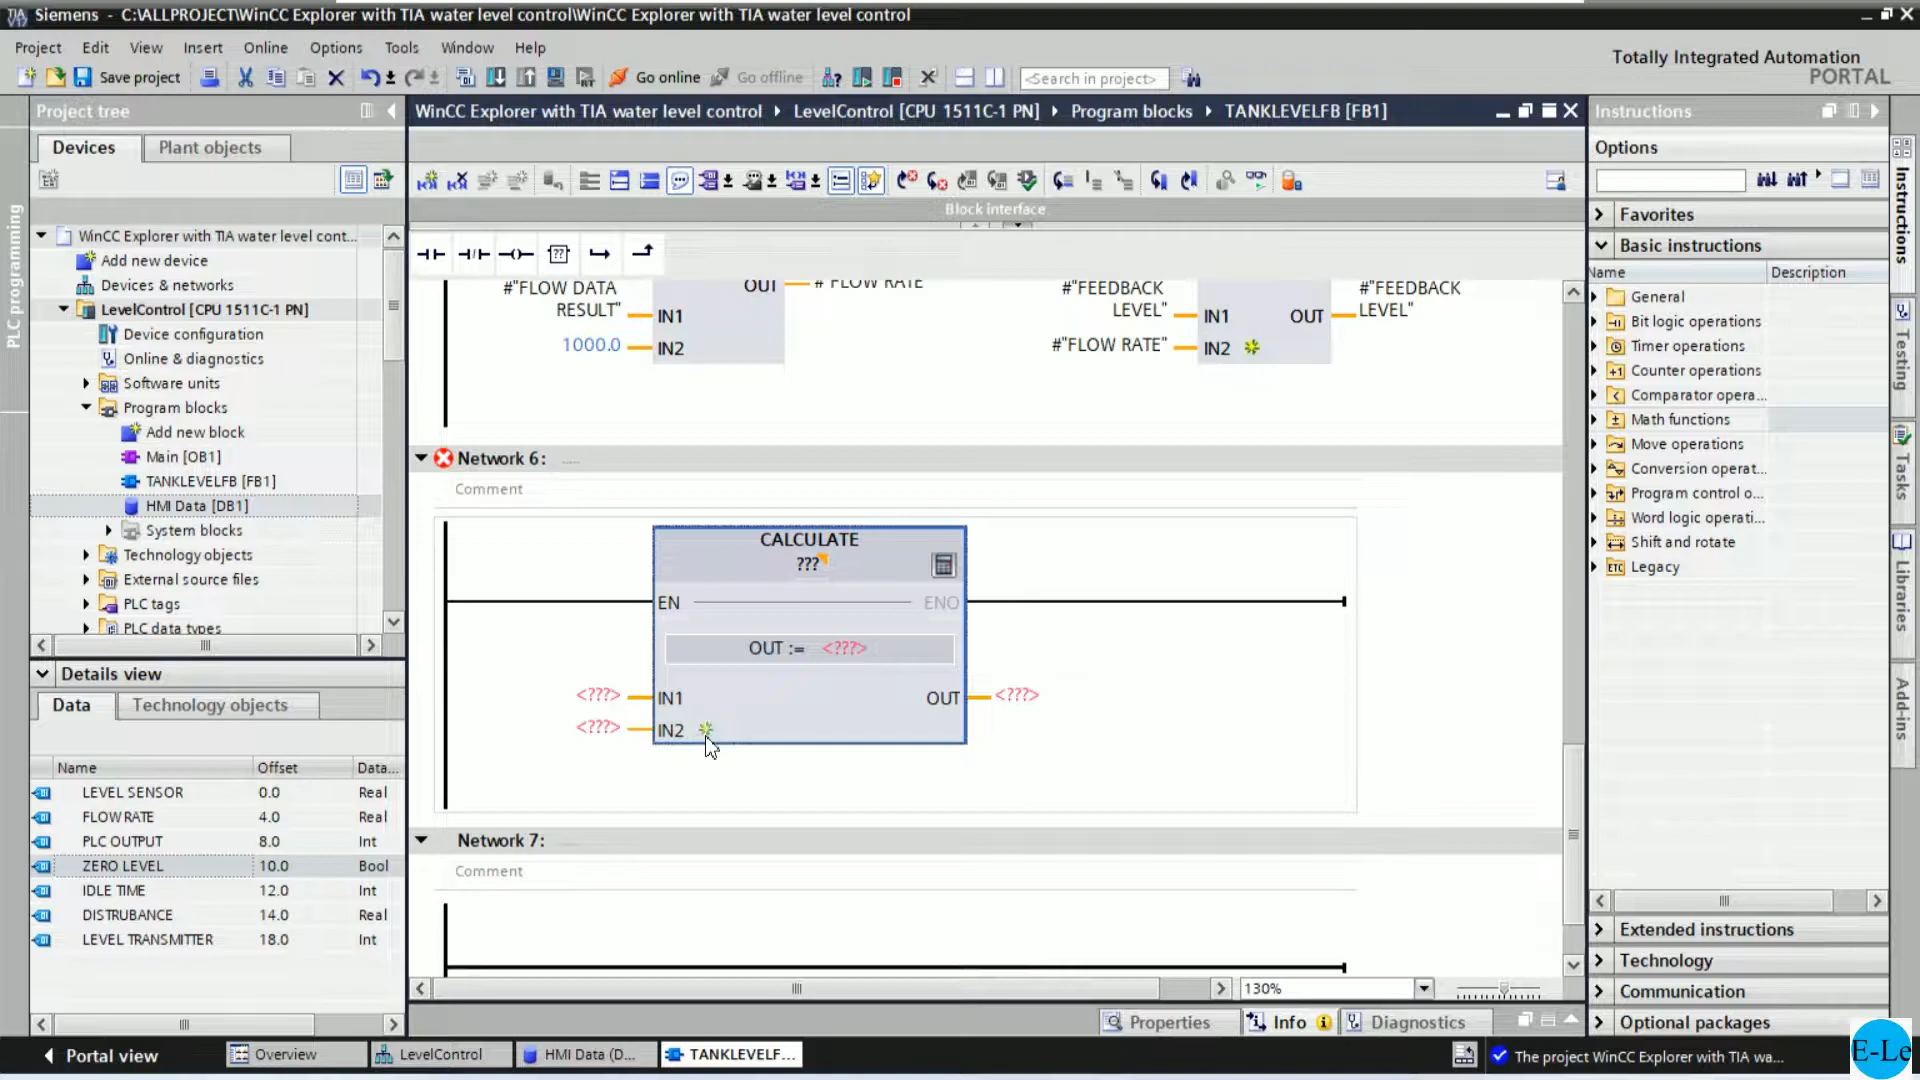 Siemens - C:\ALLPROJECT\WinCC Explorer with TIA water level control\WinCC Explorer with TIA water level control
Project Edit View Insert Online Options Tools Window Help
Totally Integrated Automation
PORTAL
Save project
Go online
Go offline
<Search in project>
PLC programming
Project tree
Devices
Plant objects
WinCC Explorer with TIA water level cont...
Add new device
Devices & networks
LevelControl [CPU 1511C-1 PN]
Device configuration
Online & diagnostics
Software units
Program blocks
Add new block
Main [OB1]
TANKLEVELFB [FB1]
HMI Data [DB1]
System blocks
Technology objects
External source files
PLC tags
PLC data types
Details view
Data
Technology objects
Name Offset Data...
LEVEL SENSOR 0.0 Real
FLOW RATE 4.0 Real
PLC OUTPUT 8.0 Int
ZERO LEVEL 10.0 Bool
IDLE TIME 12.0 Int
DISTRUBANCE 14.0 Real
LEVEL TRANSMITTER 18.0 Int
WinCC Explorer with TIA water level control LevelControl [CPU 1511C-1 PN] Program blocks TANKLEVELFB [FB1]
Block interface
??
#"FLOW DATA
RESULT"
1000.0
IN1
IN2
OUT
# FLOW RATE
#"FEEDBACK
LEVEL"
#"FLOW RATE"
IN1
IN2
OUT
#"FEEDBACK
LEVEL"
Network 6: .....
Comment
CALCULATE
???
EN ENO
OUT := <???>
<???> IN1 OUT <???>
<???> IN2
Network 7:
Comment
130%
Properties
Info
Diagnostics
Instructions
Options
Favorites
Basic instructions
Name Description
General
Bit logic operations
Timer operations
Counter operations
Comparator opera...
Math functions
Move operations
Conversion operat...
Program control o...
Word logic operati...
Shift and rotate
Legacy
Extended instructions
Technology
Communication
Optional packages
Instructions
Testing
Tasks
Libraries
Add-ins
Portal view
Overview
LevelControl
HMI Data (D...
TANKLEVELF...
The project WinCC Explorer with TIA wa...
E-Le